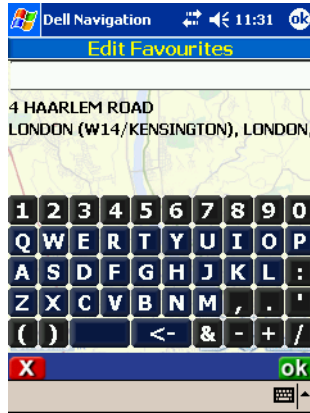 Dell Navigation 11:31 ok
Edit Favourites
4 HAARLEM ROAD
LONDON (W14/KENSINGTON), LONDON,
1 2 3 4 5 6 7 8 9 0
Q W E R T Y U I O P
A S D F G H J K L :
Z X C V B N M , . '
( ) <- & - + /
X ok